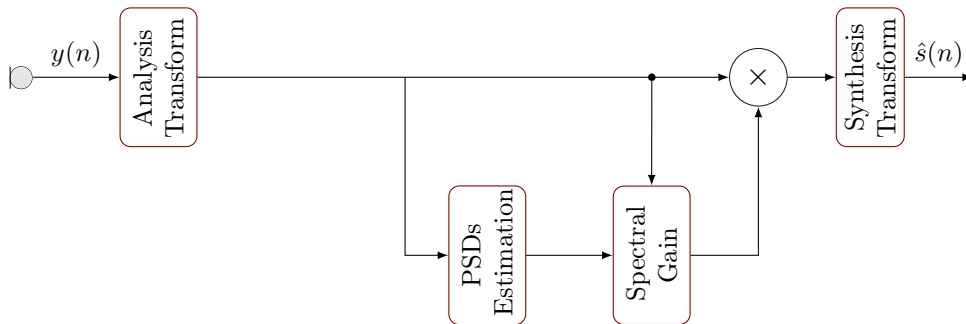 y(n)
Analysis
Transform
×
Synthesis
Transform
ŝ(n)
PSDs
Estimation
Spectral
Gain